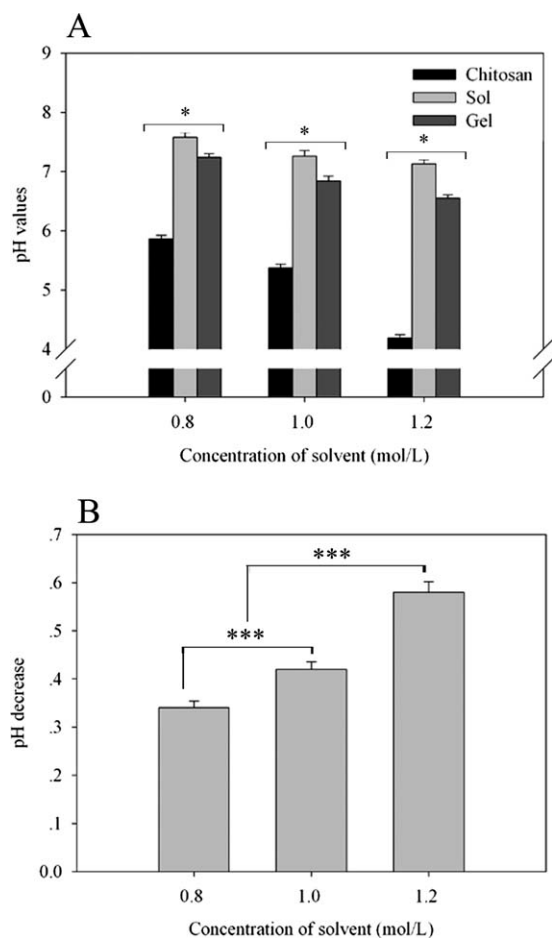 A
9
8
7
6
5
4
0
pH values
Chitosan
Sol
Gel
*
*
*
0.8 1.0 1.2
Concentration of solvent (mol/L)
B
.7
.6
.5
.4
.3
.2
.1
0.0
pH decrease
***
***
0.8 1.0 1.2
Concentration of solvent (mol/L)